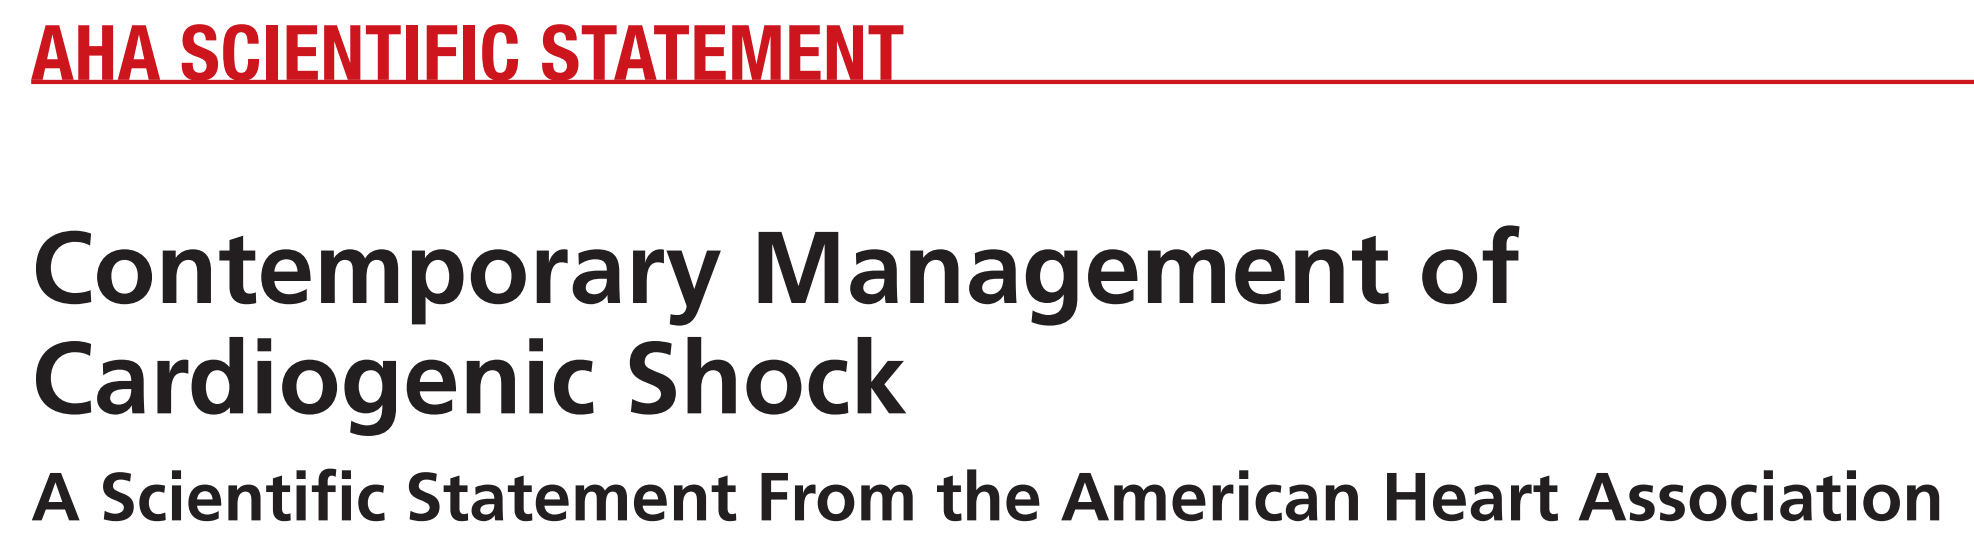 AHA SCIENTIFIC STATEMENT
Contemporary Management of
Cardiogenic Shock
A Scientific Statement From the American Heart Association